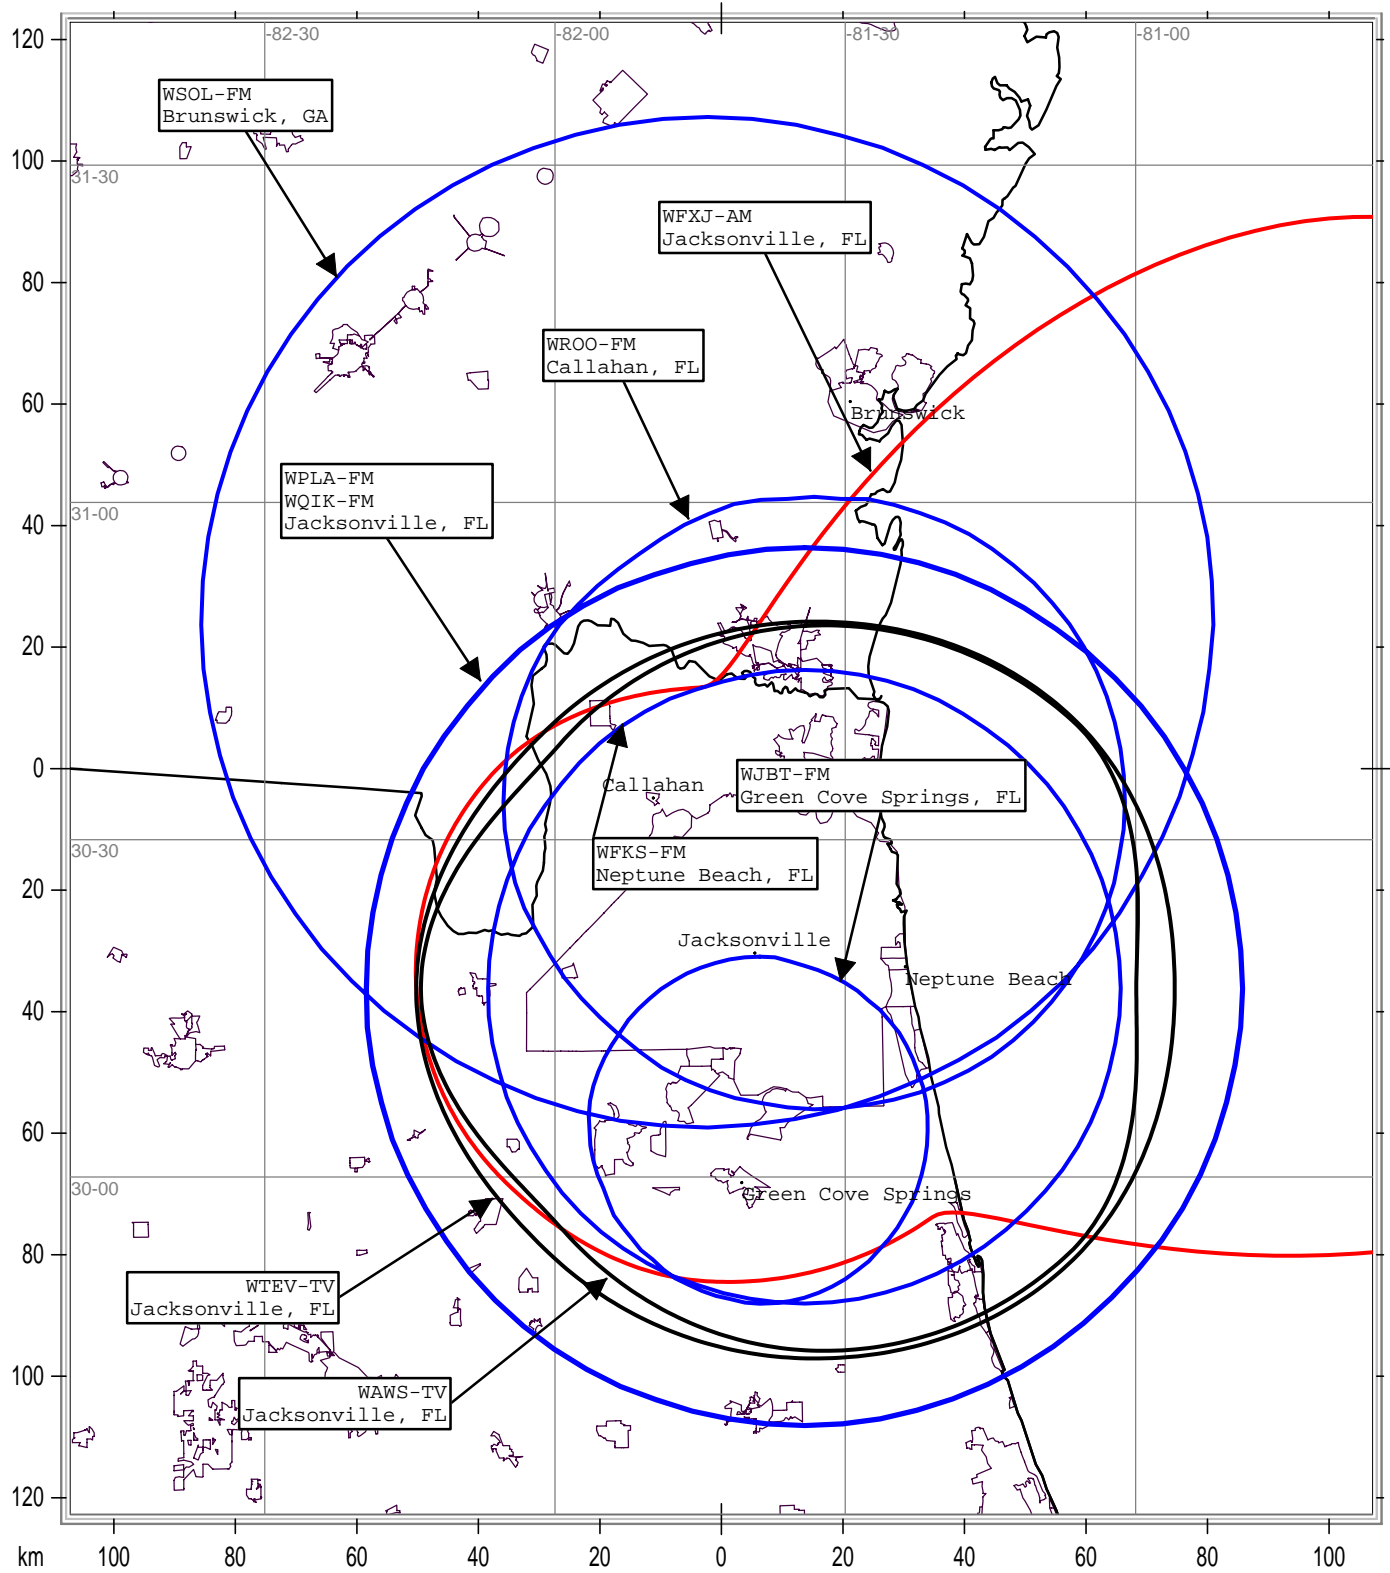 120
-82-30
-82-00
-81-30
-81-00
WSOL-FM
Brunswick, GA
100
31-30
WFXJ-AM
Jacksonville, FL
80
WROO-FM
Callahan, FL
60
Brunswick
WPLA-FM
WQIK-FM
Jacksonville, FL
31-00
40
20
0
Callahan
WJBT-FM
Green Cove Springs, FL
30-30
WFKS-FM
Neptune Beach, FL
20
Jacksonville
Neptune Beach
40
60
30-00
Green Cove Springs
80
WTEV-TV
Jacksonville, FL
100
WAWS-TV
Jacksonville, FL
120
km 100 80 60 40 20 0 20 40 60 80 100